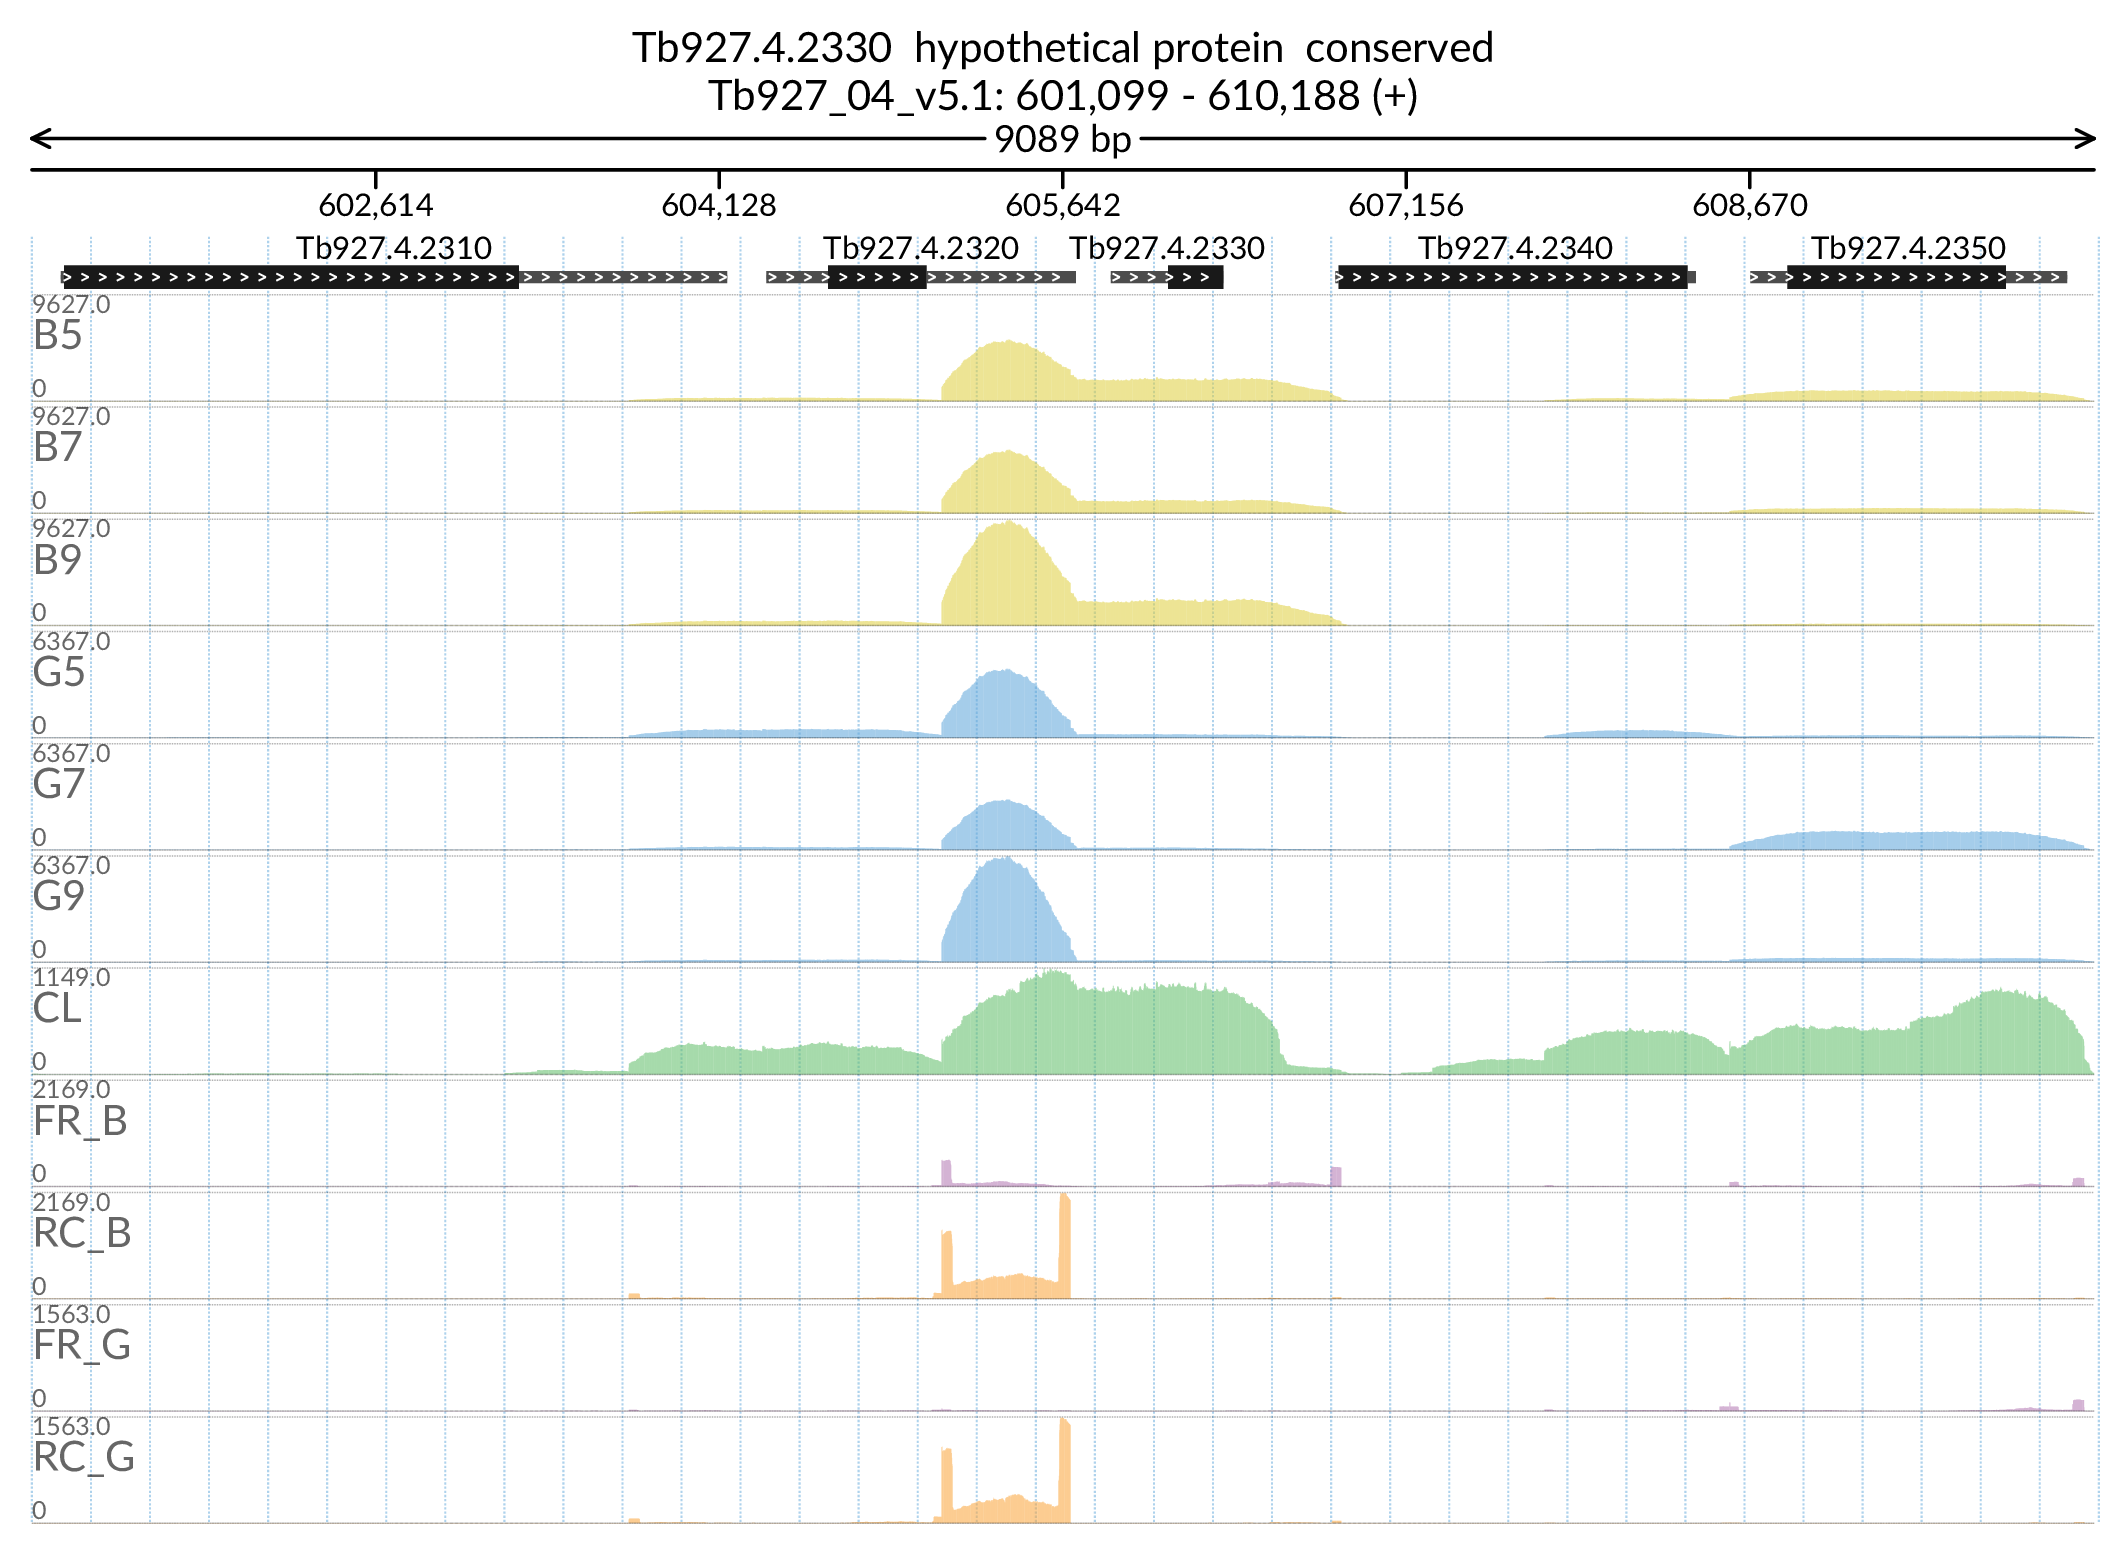 Tb927.4.2330 hypothetical protein conserved
Tb927_04_v5.1: 601,099 - 610,188 (+)
9089 bp
602,614 604,128 605,642 607,156 608,670
Tb927.4.2310 Tb927.4.2320 Tb927.4.2330 Tb927.4.2340 Tb927.4.2350
9627.0
B5
0
9627.0
B7
0
9627.0
B9
0
6367.0
G5
0
6367.0
G7
0
6367.0
G9
0
1149.0
CL
0
2169.0
FR_B
0
2169.0
RC_B
0
1563.0
FR_G
0
1563.0
RC_G
0